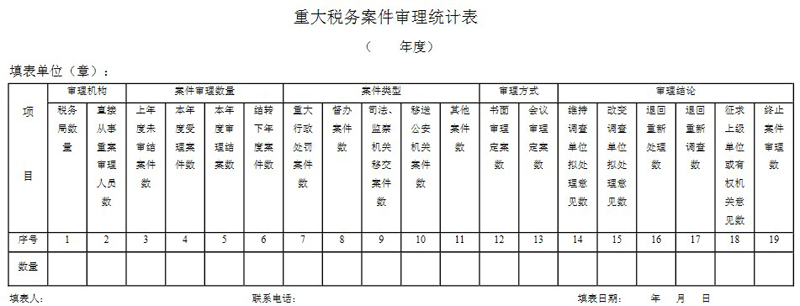 重大税务案件审理统计表
（ 年度）
填表单位（章）：
项目 审理机构 案件审理数量 案件类型 审理方式 审理结论
税务局数量 直接从事重案审理人员数 上年度未审结案件数 本年度受理案件数 本年度审理结案数 结转下年度案件数 重大行政处罚案件数 督办案件数 司法、监察机关移交案件数 移送公安机关案件数 其他案件数 书面审理定案数 会议审理定案数 维持调查单位拟处理意见数 改变调查单位拟处理意见数 退回重新处理数 退回重新调查数 征求上级单位或有权机关意见数 终止案件审理数
序号 1 2 3 4 5 6 7 8 9 10 11 12 13 14 15 16 17 18 19
数量
填表人： 联系电话： 填表日期： 年 月 日